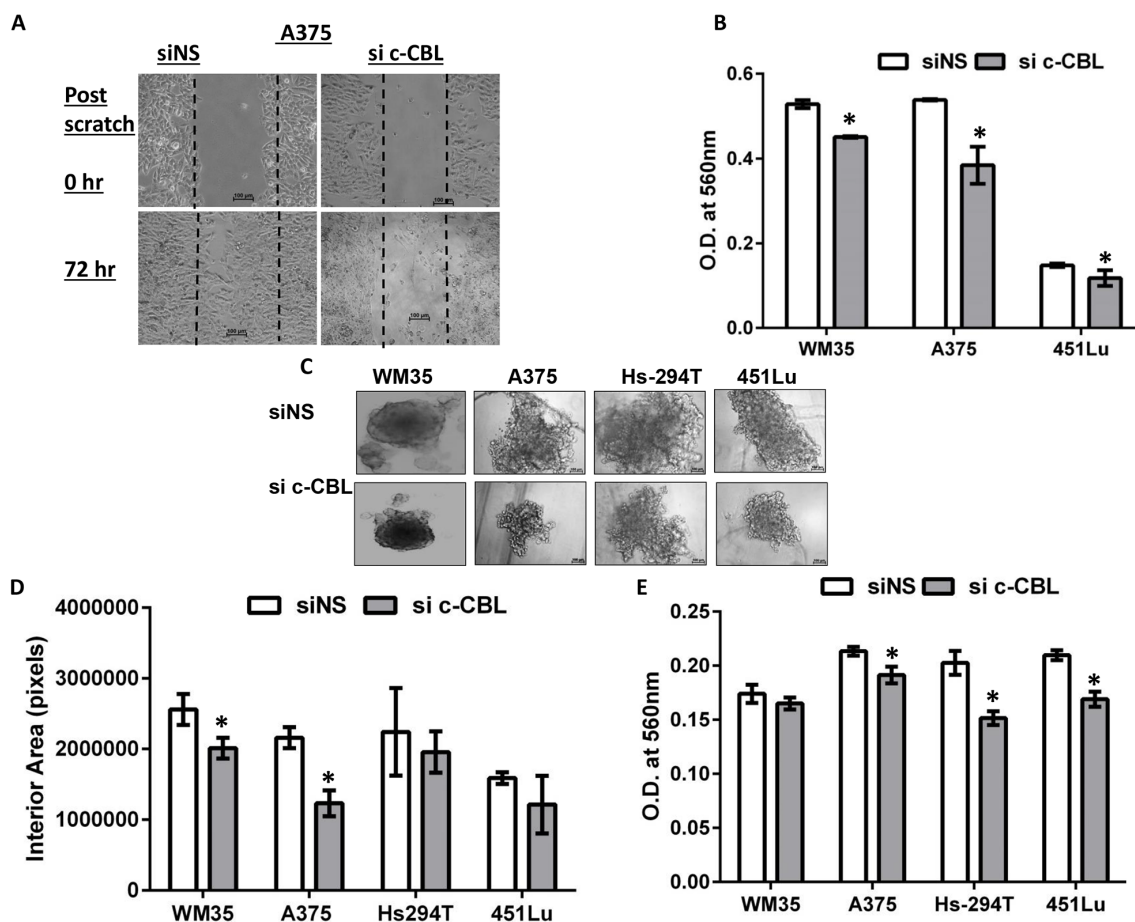 A
A375
siNS
si c-CBL
Post
scratch
0 hr
72 hr
100 µm
100 µm
100 µm
100 µm
B
siNS
si c-CBL
O.D. at 560nm
0.6
0.4
0.2
0.0
*
*
*
WM35
A375
451Lu
C
WM35
A375
Hs-294T
451Lu
siNS
si c-CBL
D
siNS
si c-CBL
Interior Area (pixels)
4000000
3000000
2000000
1000000
0
*
*
WM35
A375
Hs294T
451Lu
E
siNS
si c-CBL
O.D. at 560nm
0.25
0.20
0.15
0.10
0.05
0.00
*
*
*
WM35
A375
Hs-294T
451Lu